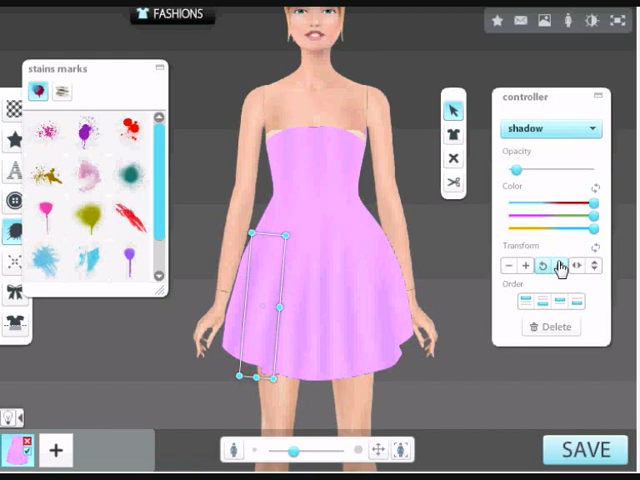 FASHIONS
stains marks
controller
shadow
Opacity
Color
Transform
Order
Delete
A
SAVE